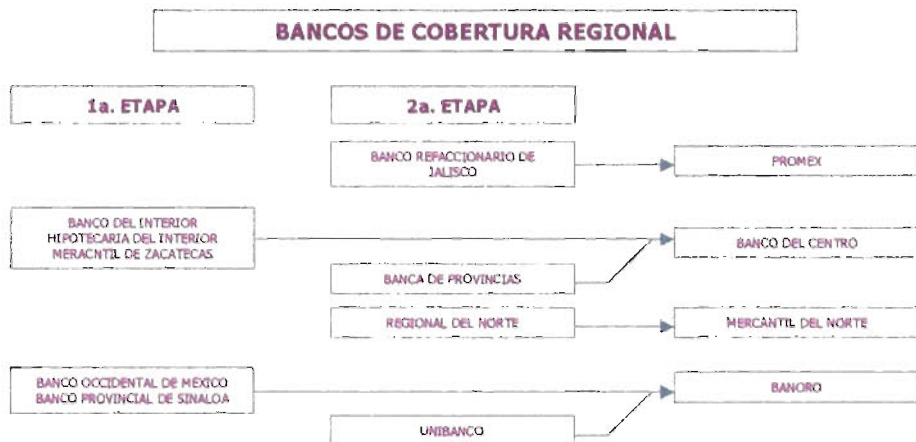 BANCOS DE COBERTURA REGIONAL
1a. ETAPA
2a. ETAPA
BANCO REFACCIONARIO DE
JALISCO
PROMEX
BANCO DEL INTERIOR
HIPOTECARIA DEL INTERIOR
MERACNTIL DE ZACATECAS
BANCO DEL CENTRO
BANCA DE PROVINCIAS
REGIONAL DEL NORTE
MERCANTIL DEL NORTE
BANCO OCCIDENTAL DE MEXICO
BANCO PROVINCIAL DE SINALOA
BANORO
UNIBANCO